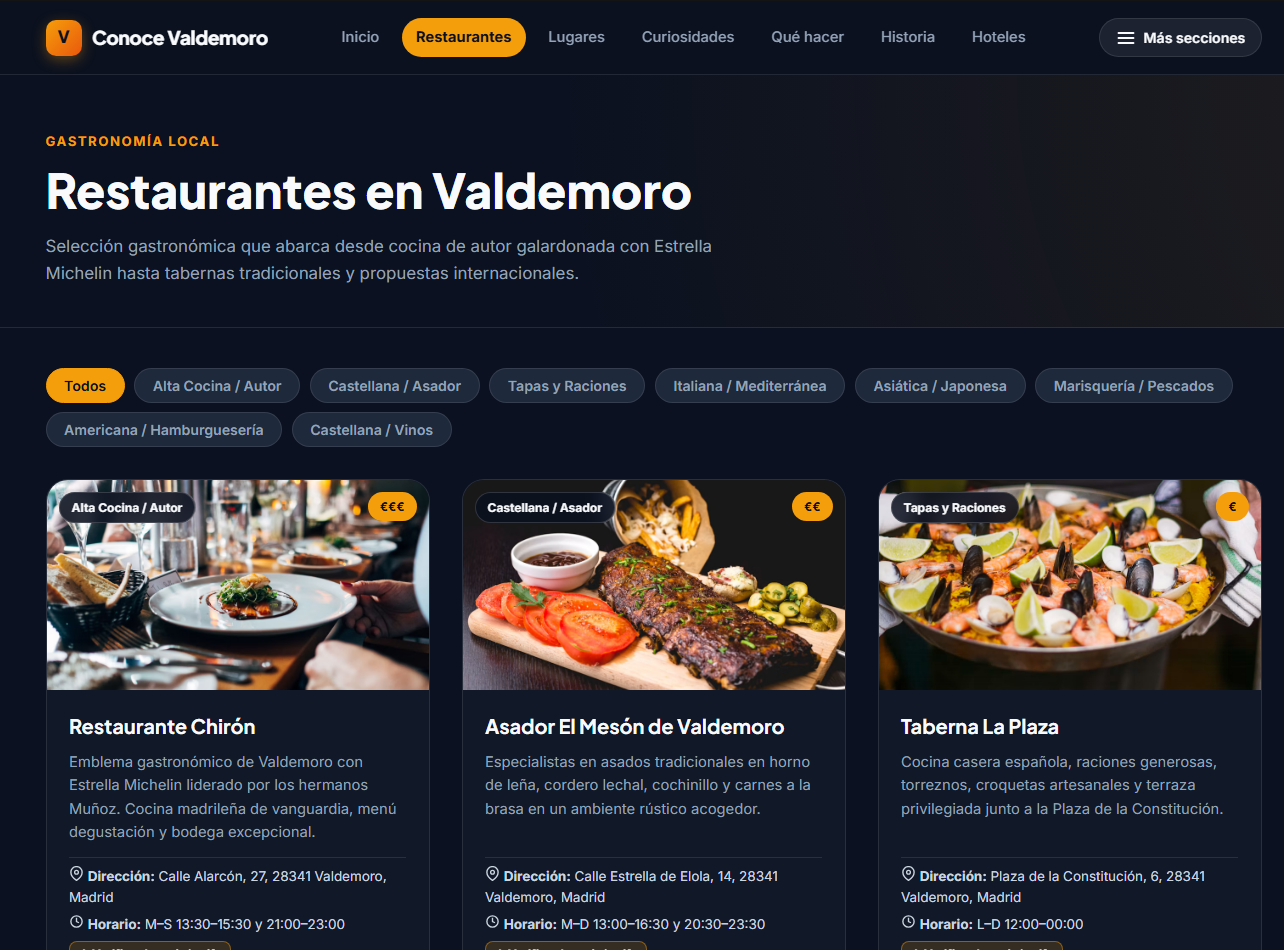 V Conoce Valdemoro Inicio Restaurantes Lugares Curiosidades Qué hacer Historia Hoteles Más secciones
GASTRONOMÍA LOCAL
Restaurantes en Valdemoro
Selección gastronómica que abarca desde cocina de autor galardonada con Estrella
Michelin hasta tabernas tradicionales y propuestas internacionales.
Todos Alta Cocina / Autor Castellana / Asador Tapas y Raciones Italiana / Mediterránea Asiática / Japonesa Marisquería / Pescados
Americana / Hamburguesería Castellana / Vinos
Alta Cocina / Autor €€€
Restaurante Chirón
Emblema gastronómico de Valdemoro con
Estrella Michelin liderado por los hermanos
Muñoz. Cocina madrileña de vanguardia, menú
degustación y bodega excepcional.
Dirección: Calle Alarcón, 27, 28341 Valdemoro,
Madrid
Horario: M–S 13:30–15:30 y 21:00–23:00
Castellana / Asador €€
Asador El Mesón de Valdemoro
Especialistas en asados tradicionales en horno
de leña, cordero lechal, cochinillo y carnes a la
brasa en un ambiente rústico acogedor.
Dirección: Calle Estrella de Elola, 14, 28341
Valdemoro, Madrid
Horario: M–D 13:00–16:30 y 20:30–23:30
Tapas y Raciones €
Taberna La Plaza
Cocina casera española, raciones generosas,
torreznos, croquetas artesanales y terraza
privilegiada junto a la Plaza de la Constitución.
Dirección: Plaza de la Constitución, 6, 28341
Valdemoro, Madrid
Horario: L–D 12:00–00:00